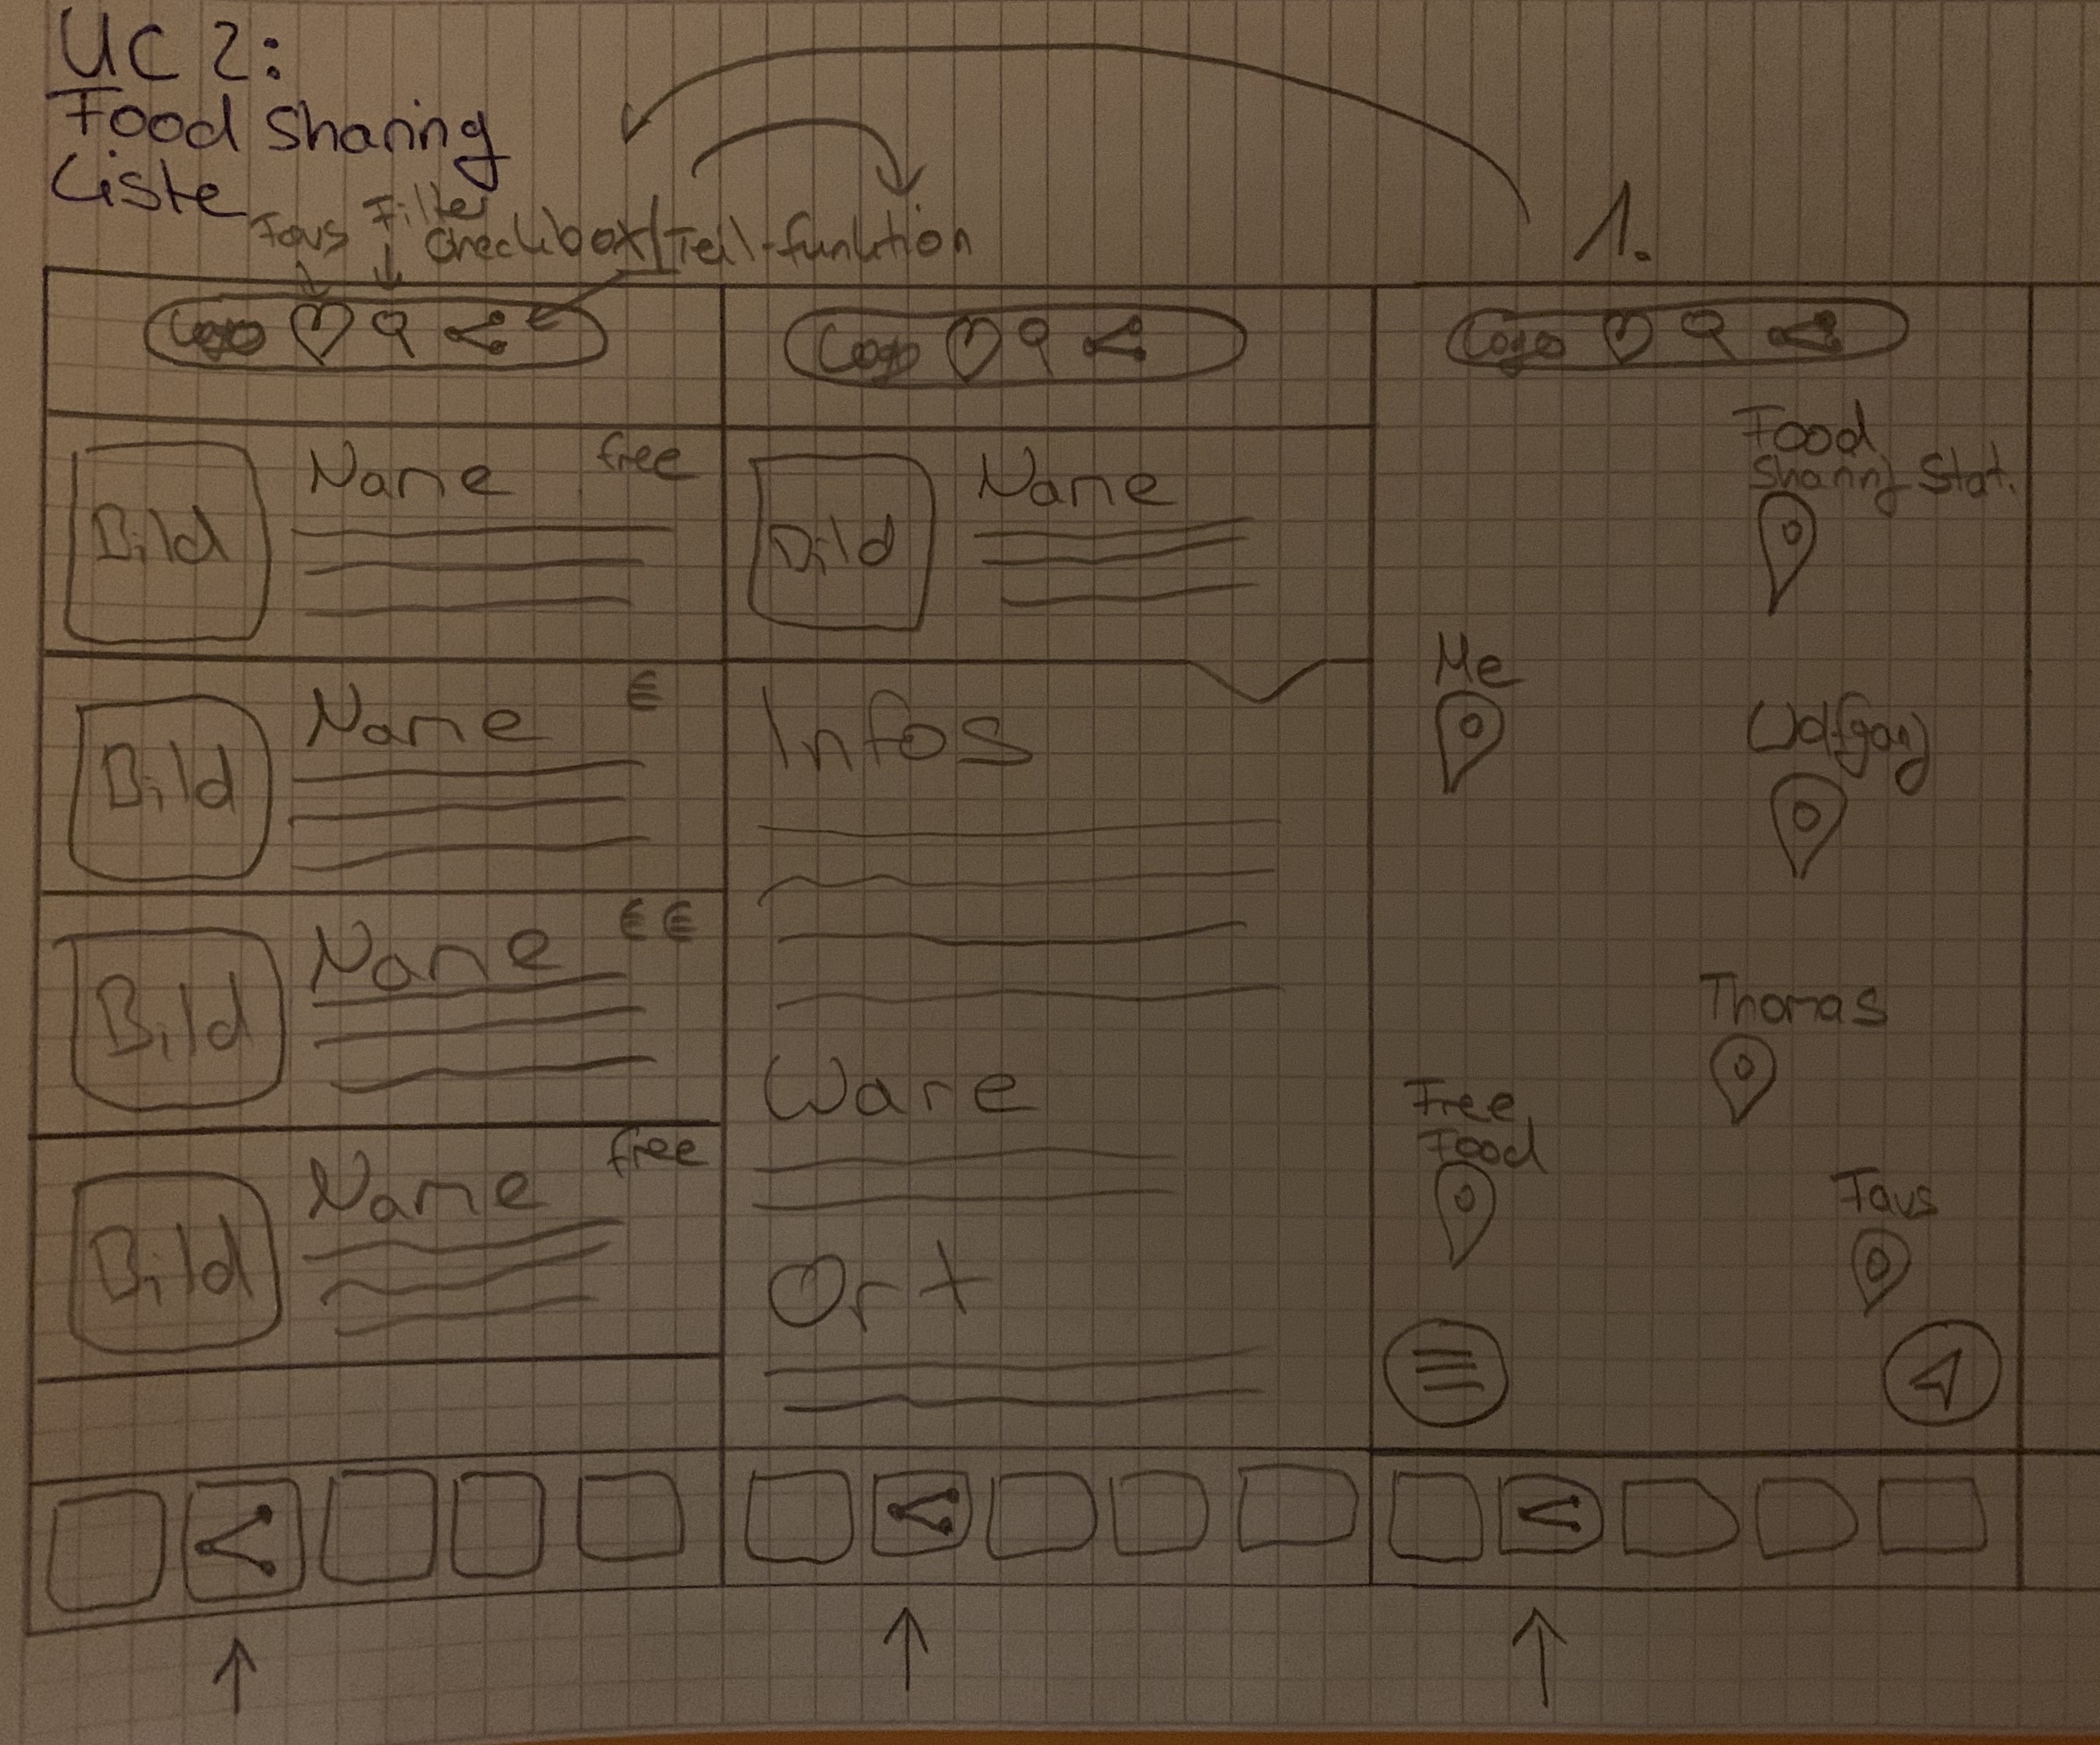 UC 2:
Food Sharing
Liste
Favs Filter
Checkbox/Teil-funktion
1.
Logo
Bild
Name
free
Bild
Name
€
Bild
Name
€ €
Bild
Name
free
Logo
Bild
Name
Infos
Ware
Ort
Logo
Food
Sharing Stat.
Me
Wolfgang
Thomas
Free
Food
Favs